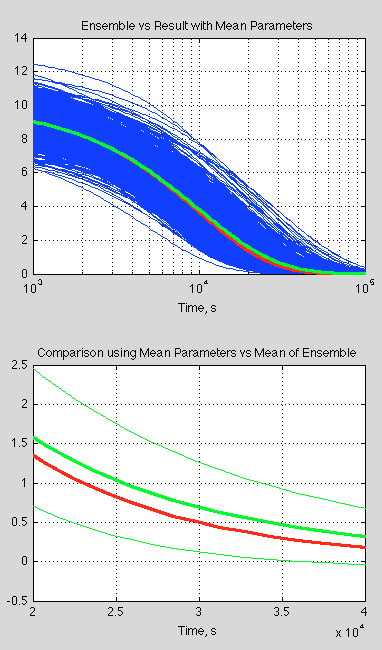 Ensemble vs Result with Mean Parameters
14
12
10
8
6
4
2
0
10^3 10^4 10^5
Time, s
Comparison using Mean Parameters vs Mean of Ensemble
2.5
2
1.5
1
0.5
0
-0.5
2 2.5 3 3.5 4
Time, s
x 10^4